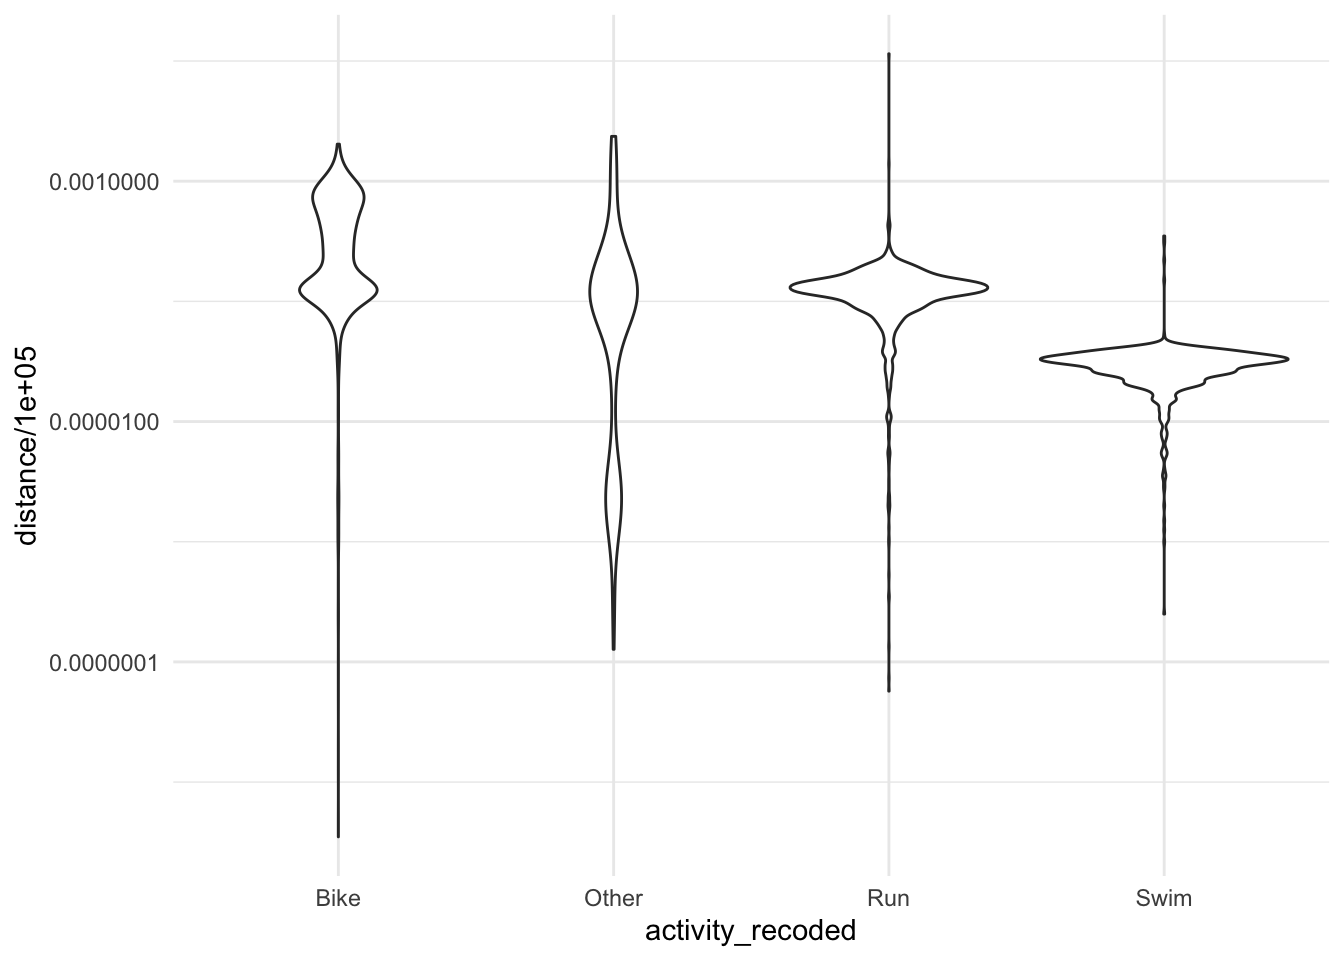 0.0010000
0.0000100
0.0000001
distance/1e+05
Bike
Other
Run
Swim
activity_recoded